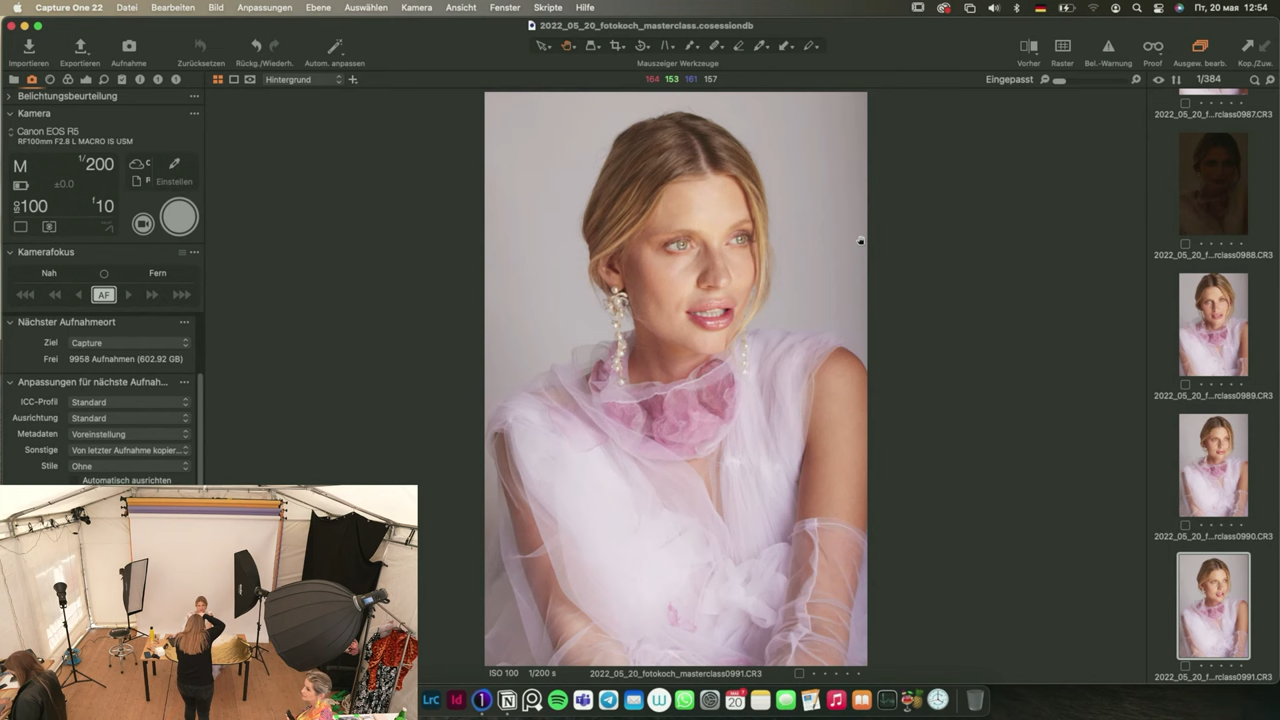 Capture One 22 Datei Bearbeiten Bild Anpassungen Ebene Auswählen Kamera Ansicht Fenster Skripte Hilfe
Пт, 20 мая 12:54
2022_05_20_fotokoch_masterclass.cosessiondb
Importieren Exportieren Aufnahme Zurücksetzen Rückg./Wiederh. Autom. anpassen
Mauszeiger Werkzeuge
Vorher Raster Bel.-Warnung Proof Ausgew. bearb. Kop./Zuw.
Hintergrund
164 153 161 157
Eingepasst
1/384
Belichtungsbeurteilung
Kamera
Canon EOS R5
RF100mm F2.8 L MACRO IS USM
M 1/200
±0.0
Einstellen
ISO 100 f10
Kamerafokus
Nah Fern
AF
Nächster Aufnahmeort
Ziel Capture
Frei 9958 Aufnahmen (602.92 GB)
Anpassungen für nächste Aufnah...
ICC-Profil Standard
Ausrichtung Standard
Metadaten Voreinstellung
Sonstige Von letzter Aufnahme kopier...
Stile Ohne
Automatisch ausrichten
2022_05_20_f...rclass0987.CR3
2022_05_20_f...rclass0988.CR3
2022_05_20_f...rclass0989.CR3
2022_05_20_f...rclass0990.CR3
2022_05_20_f...rclass0991.CR3
ISO 100 1/200 s 2022_05_20_fotokoch_masterclass0991.CR3
Lrc Id
20